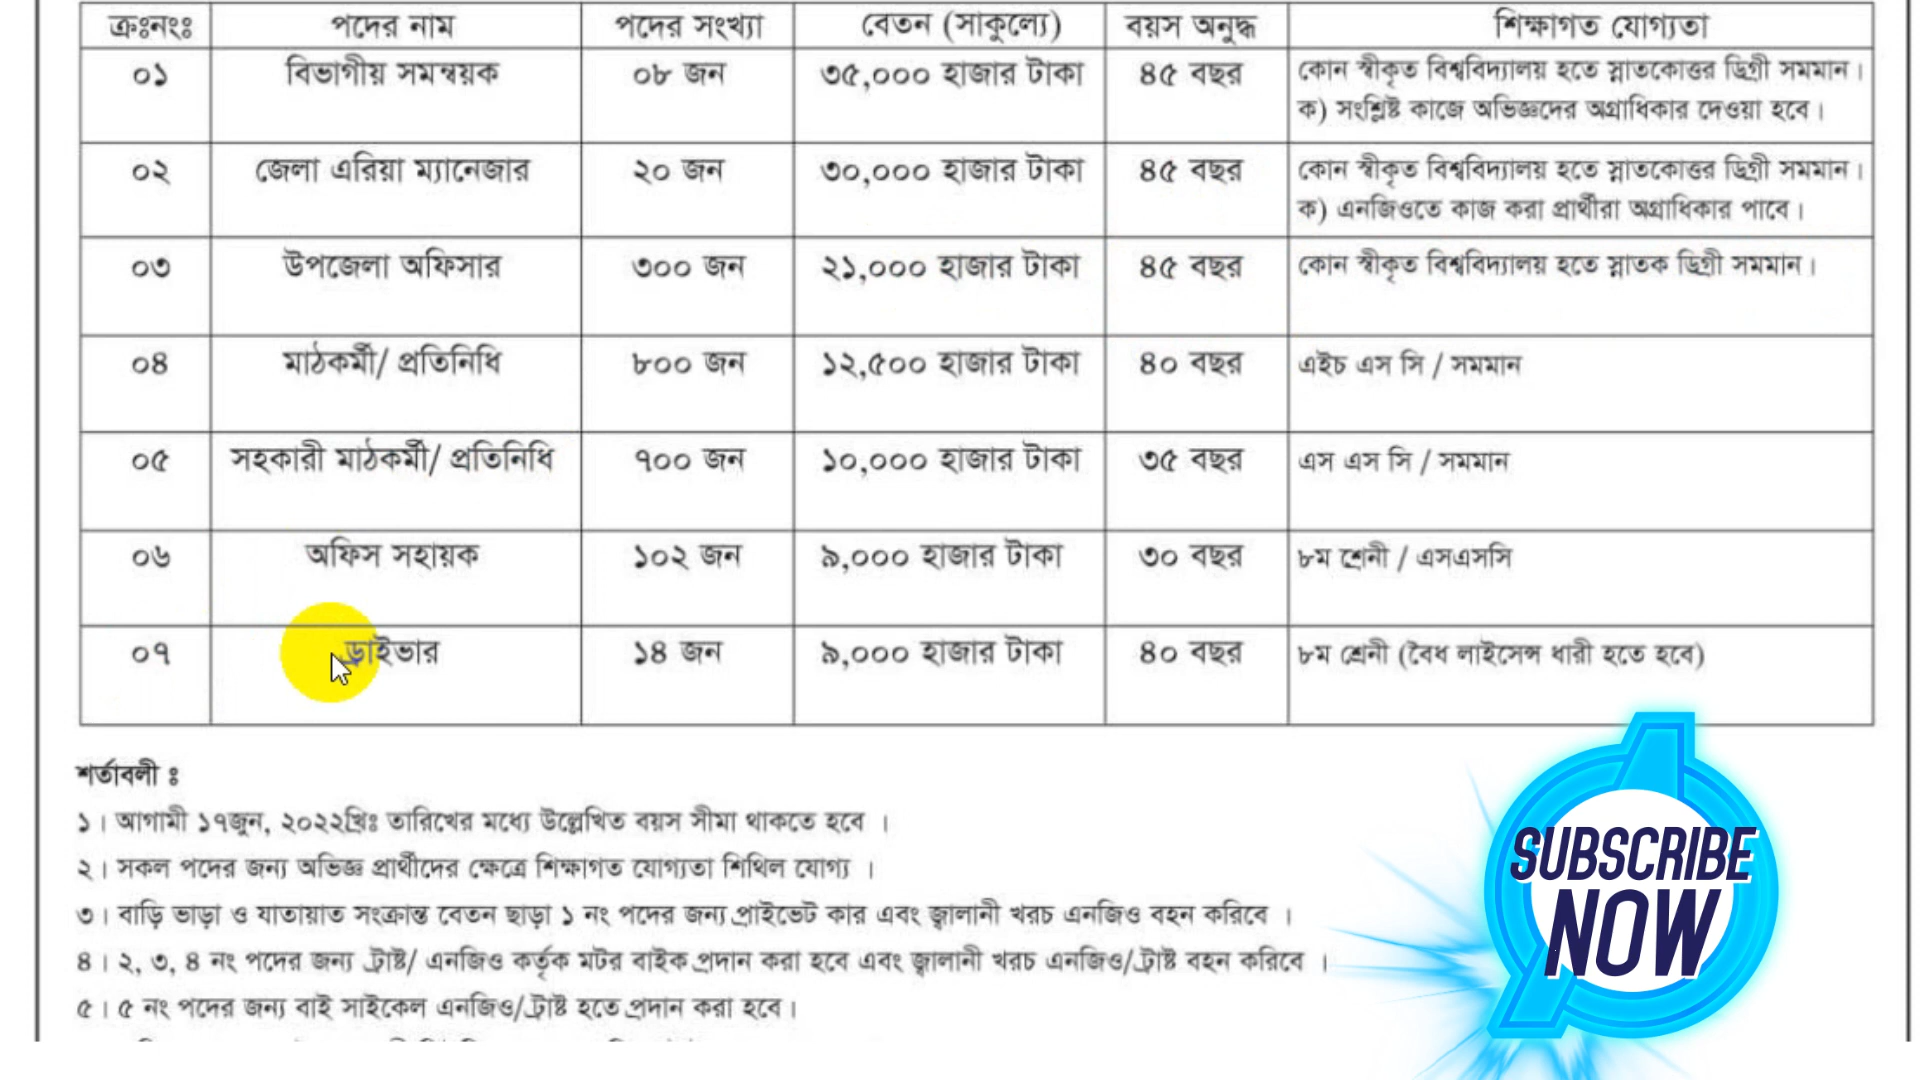 ক্রঃনংঃ পদের নাম পদের সংখ্যা বেতন (সাকুল্যে) বয়স অনুদ্ধ শিক্ষাগত যোগ্যতা
০১ বিভাগীয় সমন্বয়ক ০৮ জন ৩৫,০০০ হাজার টাকা ৪৫ বছর কোন স্বীকৃত বিশ্ববিদ্যালয় হতে স্নাতকোত্তর ডিগ্রী সমমান।
ক) সংশ্লিষ্ট কাজে অভিজ্ঞদের অগ্রাধিকার দেওয়া হবে।
০২ জেলা এরিয়া ম্যানেজার ২০ জন ৩০,০০০ হাজার টাকা ৪৫ বছর কোন স্বীকৃত বিশ্ববিদ্যালয় হতে স্নাতকোত্তর ডিগ্রী সমমান।
ক) এনজিওতে কাজ করা প্রার্থীরা অগ্রাধিকার পাবে।
০৩ উপজেলা অফিসার ৩০০ জন ২১,০০০ হাজার টাকা ৪৫ বছর কোন স্বীকৃত বিশ্ববিদ্যালয় হতে স্নাতক ডিগ্রী সমমান।
০৪ মাঠকর্মী/ প্রতিনিধি ৮০০ জন ১২,৫০০ হাজার টাকা ৪০ বছর এইচ এস সি / সমমান
০৫ সহকারী মাঠকর্মী/ প্রতিনিধি ৭০০ জন ১০,০০০ হাজার টাকা ৩৫ বছর এস এস সি / সমমান
০৬ অফিস সহায়ক ১০২ জন ৯,০০০ হাজার টাকা ৩০ বছর ৮ম শ্রেনী / এসএসসি
০৭ ড্রাইভার ১৪ জন ৯,০০০ হাজার টাকা ৪০ বছর ৮ম শ্রেনী (বৈধ লাইসেন্স ধারী হতে হবে)
শর্তাবলী ঃ
১। আগামী ১৭জুন, ২০২২খ্রিঃ তারিখের মধ্যে উল্লেখিত বয়স সীমা থাকতে হবে ।
২। সকল পদের জন্য অভিজ্ঞ প্রার্থীদের ক্ষেত্রে শিক্ষাগত যোগ্যতা শিথিল যোগ্য ।
৩। বাড়ি ভাড়া ও যাতায়াত সংক্রান্ত বেতন ছাড়া ১ নং পদের জন্য প্রাইভেট কার এবং জ্বালানী খরচ এনজিও বহন করিবে ।
৪। ২, ৩, ৪ নং পদের জন্য ট্রাষ্ট/ এনজিও কর্তৃক মটর বাইক প্রদান করা হবে এবং জ্বালানী খরচ এনজিও/ট্রাষ্ট বহন করিবে ।
৫। ৫ নং পদের জন্য বাই সাইকেল এনজিও/ট্রাষ্ট হতে প্রদান করা হবে।
SUBSCRIBE
NOW